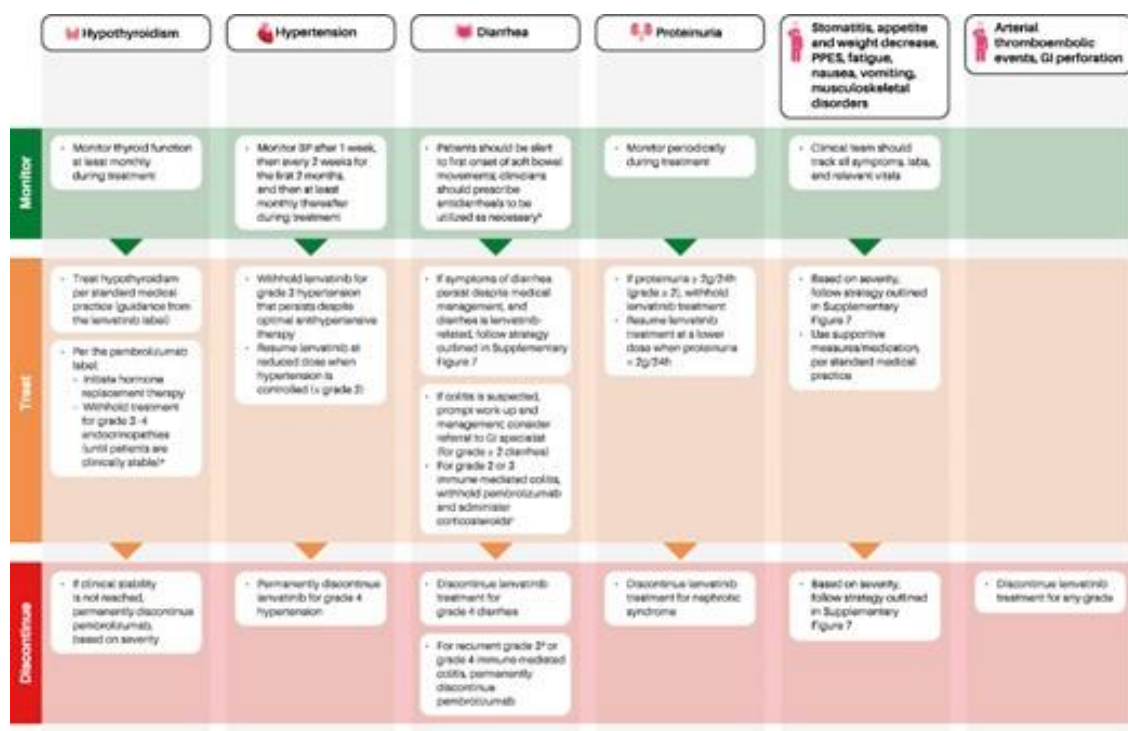 Hypothyroidism
Hypertension
Diarrhea
Proteinuria
Stomatitis, appetite
and weight decrease,
PPES, fatigue,
nausea, vomiting,
musculoskeletal
disorders
Arterial
thromboembolic
events, GI perforation
Monitor
• Monitor thyroid function
at least monthly
during treatment
• Monitor BP after 1 week,
then every 2 weeks for
the first 2 months,
and then at least
monthly thereafter
during treatment
• Patients should be alert
to first onset of soft bowel
movements; clinicians
should prescribe
antidiarrheals to be
utilized as necessary
• Monitor periodically
during treatment
• Clinical team should
track all symptoms, labs,
and relevant vitals
Treat
• Treat hypothyroidism
per standard medical
practice (guidance from
the lenvatinib label)
• Per the pembrolizumab
label:
– Initiate hormone
replacement therapy
– Withhold treatment
for grade 3-4
endocrinopathies
(until patients are
clinically stable)
• Withhold lenvatinib for
grade 3 hypertension
that persists despite
optimal antihypertensive
therapy
• Resume lenvatinib at
reduced dose when
hypertension is
controlled (≤ grade 2)
• If symptoms of diarrhea
persist despite medical
management, and
diarrhea is lenvatinib-
related, follow strategy
outlined in Supplementary
Figure 7
• If colitis is suspected,
prompt work-up and
management; consider
referral to GI specialist
(for grade ≥ 2 diarrhea)
• For grade 2 or 3
immune-mediated colitis,
withhold pembrolizumab
and administer
corticosteroids
• If proteinuria ≥ 2g/24h
(grade ≥ 2), withhold
lenvatinib treatment
• Resume lenvatinib
treatment at a lower
dose when proteinuria
< 2g/24h
• Based on severity,
follow strategy outlined
in Supplementary
Figure 7
• Use supportive
measures/medication,
per standard medical
practice
Discontinue
• If clinical stability
is not reached,
permanently discontinue
pembrolizumab,
based on severity
• Permanently discontinue
lenvatinib for grade 4
hypertension
• Discontinue lenvatinib
treatment for
grade 4 diarrhea
• For recurrent grade 3 or
grade 4 immune-mediated
colitis, permanently
discontinue
pembrolizumab
• Discontinue lenvatinib
treatment for nephrotic
syndrome
• Based on severity,
follow strategy outlined
in Supplementary
Figure 7
• Discontinue lenvatinib
treatment for any grade